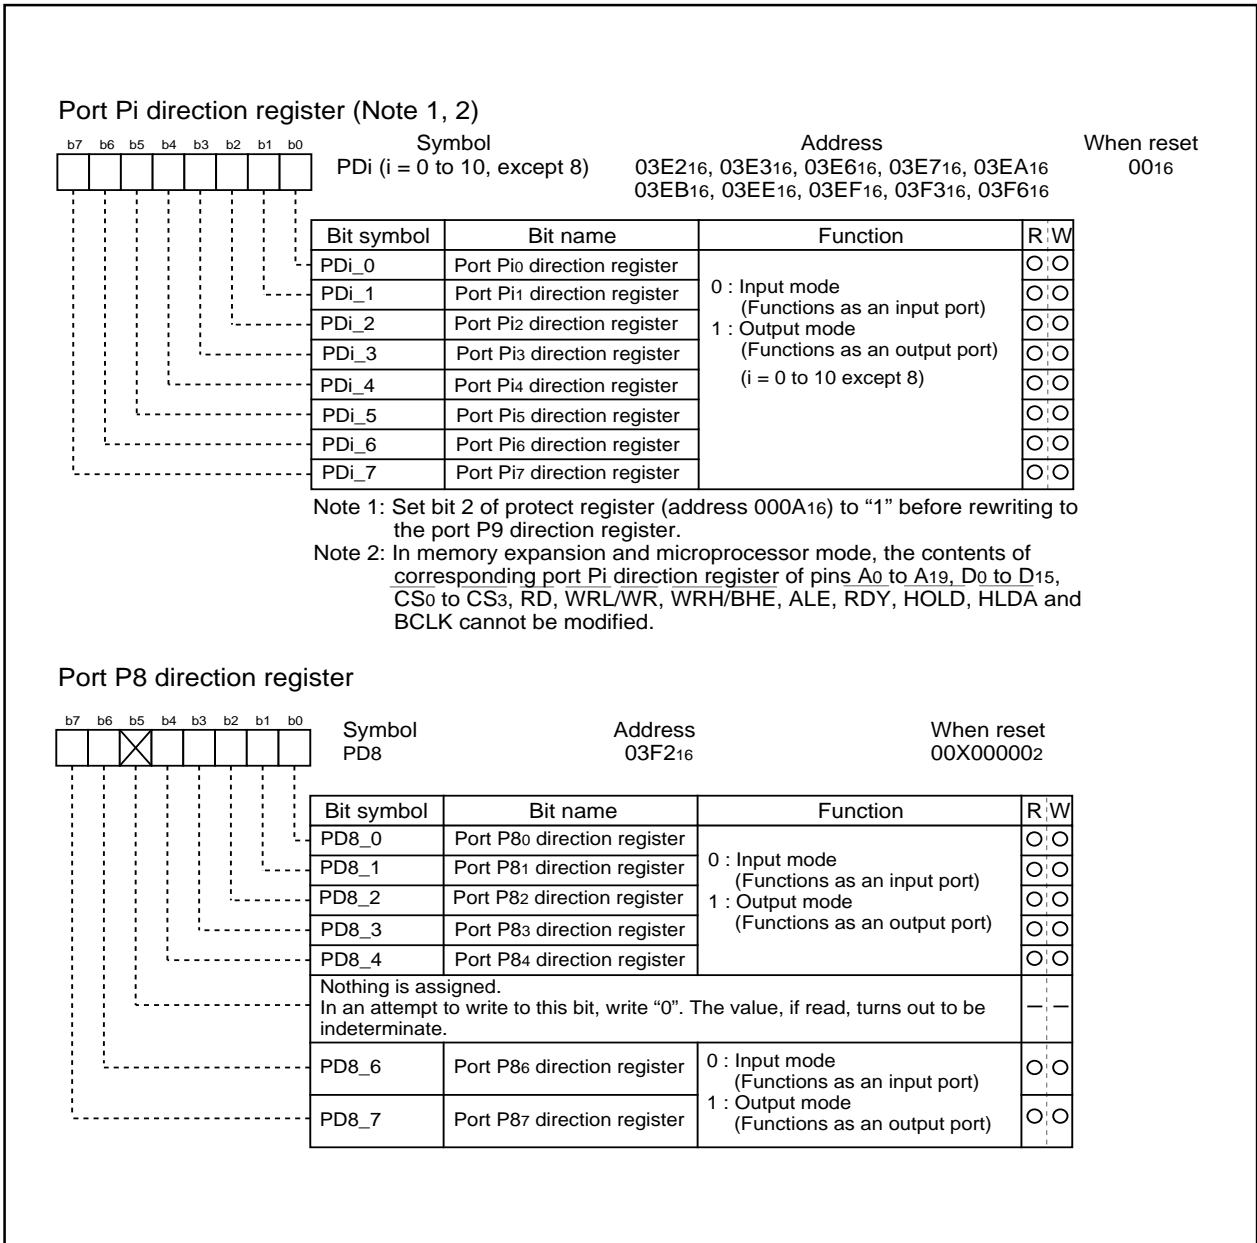 Port Pi direction register (Note 1, 2)
b7 b6 b5 b4 b3 b2 b1 b0
Symbol Address When reset
PDi (i = 0 to 10, except 8) 03E216, 03E316, 03E616, 03E716, 03EA16 0016
03EB16, 03EE16, 03EF16, 03F316, 03F616
Bit symbol Bit name Function R W
PDi_0 Port Pi0 direction register
PDi_1 Port Pi1 direction register
PDi_2 Port Pi2 direction register
PDi_3 Port Pi3 direction register
PDi_4 Port Pi4 direction register
PDi_5 Port Pi5 direction register
PDi_6 Port Pi6 direction register
PDi_7 Port Pi7 direction register
0 : Input mode
(Functions as an input port)
1 : Output mode
(Functions as an output port)
(i = 0 to 10 except 8)
Note 1: Set bit 2 of protect register (address 000A16) to “1” before rewriting to
the port P9 direction register.
Note 2: In memory expansion and microprocessor mode, the contents of
corresponding port Pi direction register of pins A0 to A19, D0 to D15,
CS0 to CS3, RD, WRL/WR, WRH/BHE, ALE, RDY, HOLD, HLDA and
BCLK cannot be modified.
Port P8 direction register
b7 b6 b5 b4 b3 b2 b1 b0
Symbol Address When reset
PD8 03F216 00X000002
Bit symbol Bit name Function R W
PD8_0 Port P80 direction register
PD8_1 Port P81 direction register
PD8_2 Port P82 direction register
PD8_3 Port P83 direction register
PD8_4 Port P84 direction register
0 : Input mode
(Functions as an input port)
1 : Output mode
(Functions as an output port)
Nothing is assigned.
In an attempt to write to this bit, write “0”. The value, if read, turns out to be
indeterminate.
PD8_6 Port P86 direction register
PD8_7 Port P87 direction register
0 : Input mode
(Functions as an input port)
1 : Output mode
(Functions as an output port)